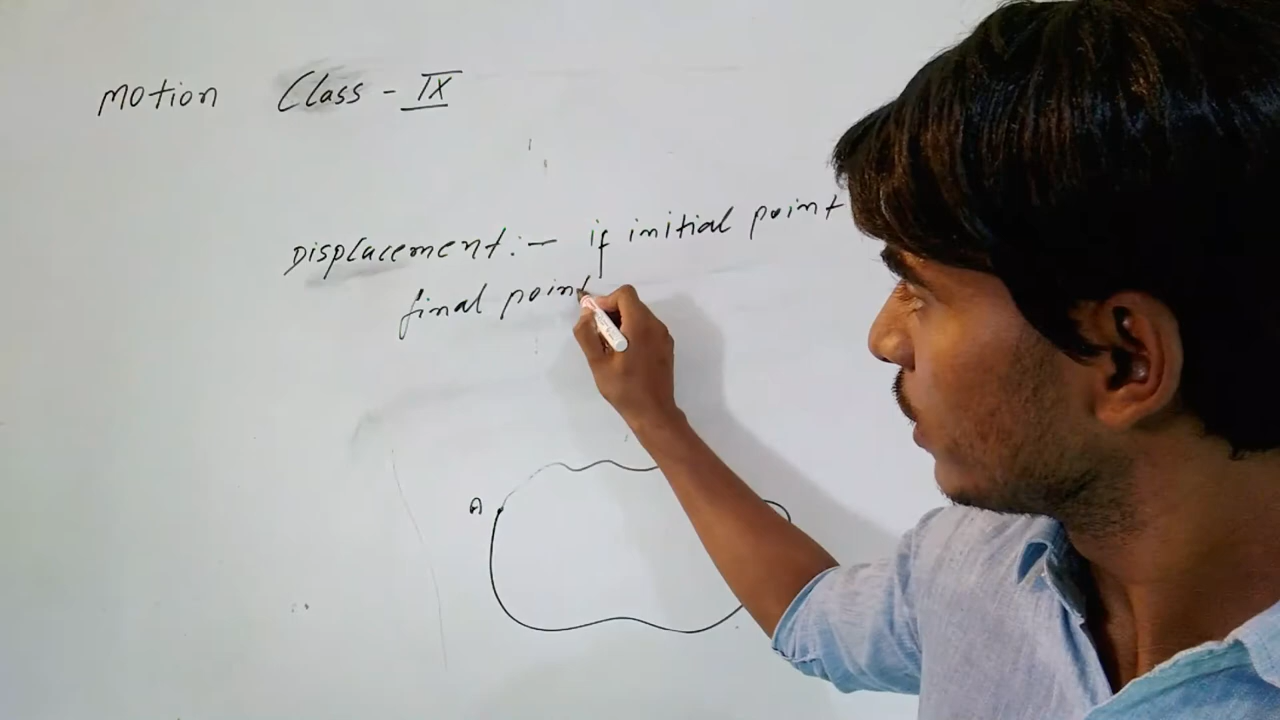 Motion Class - IX
Displacement :- if initial point
final point
A